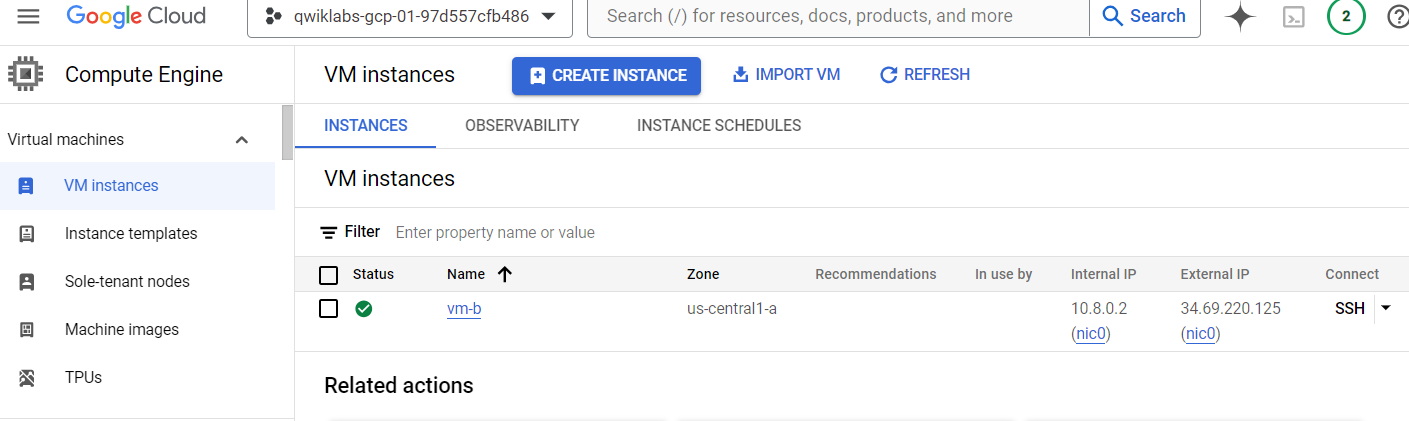 Google Cloud
qwiklabs-gcp-01-97d557cfb486
Search (/) for resources, docs, products, and more
Search
2
Compute Engine
VM instances
CREATE INSTANCE
IMPORT VM
REFRESH
Virtual machines
VM instances
Instance templates
Sole-tenant nodes
Machine images
TPUs
INSTANCES
OBSERVABILITY
INSTANCE SCHEDULES
VM instances
Filter Enter property name or value
Status Name Zone Recommendations In use by Internal IP External IP Connect
vm-b us-central1-a 10.8.0.2 34.69.220.125 SSH
(nic0) (nic0)
Related actions